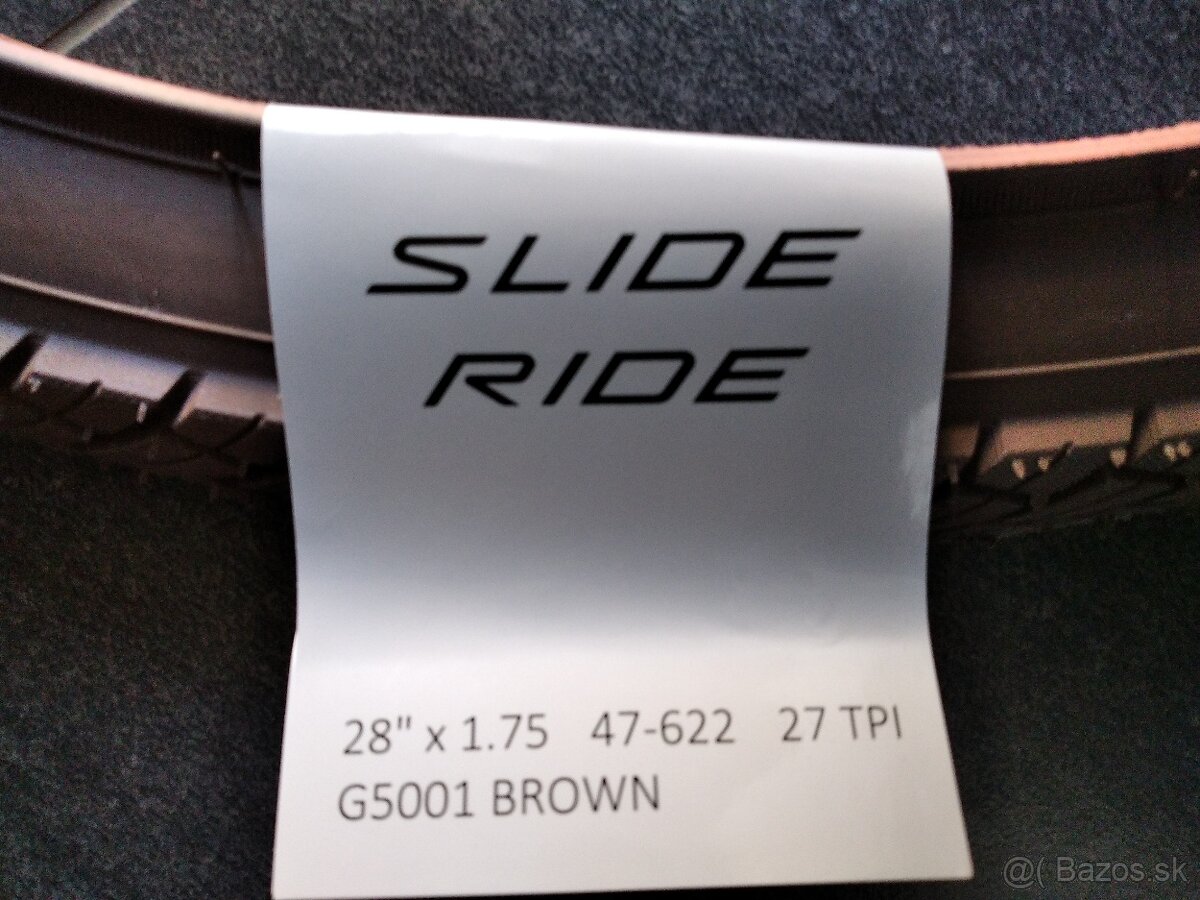 SLIDE
RIDE
28" x 1.75 47-622 27 TPI
G5001 BROWN
@( Bazos.sk